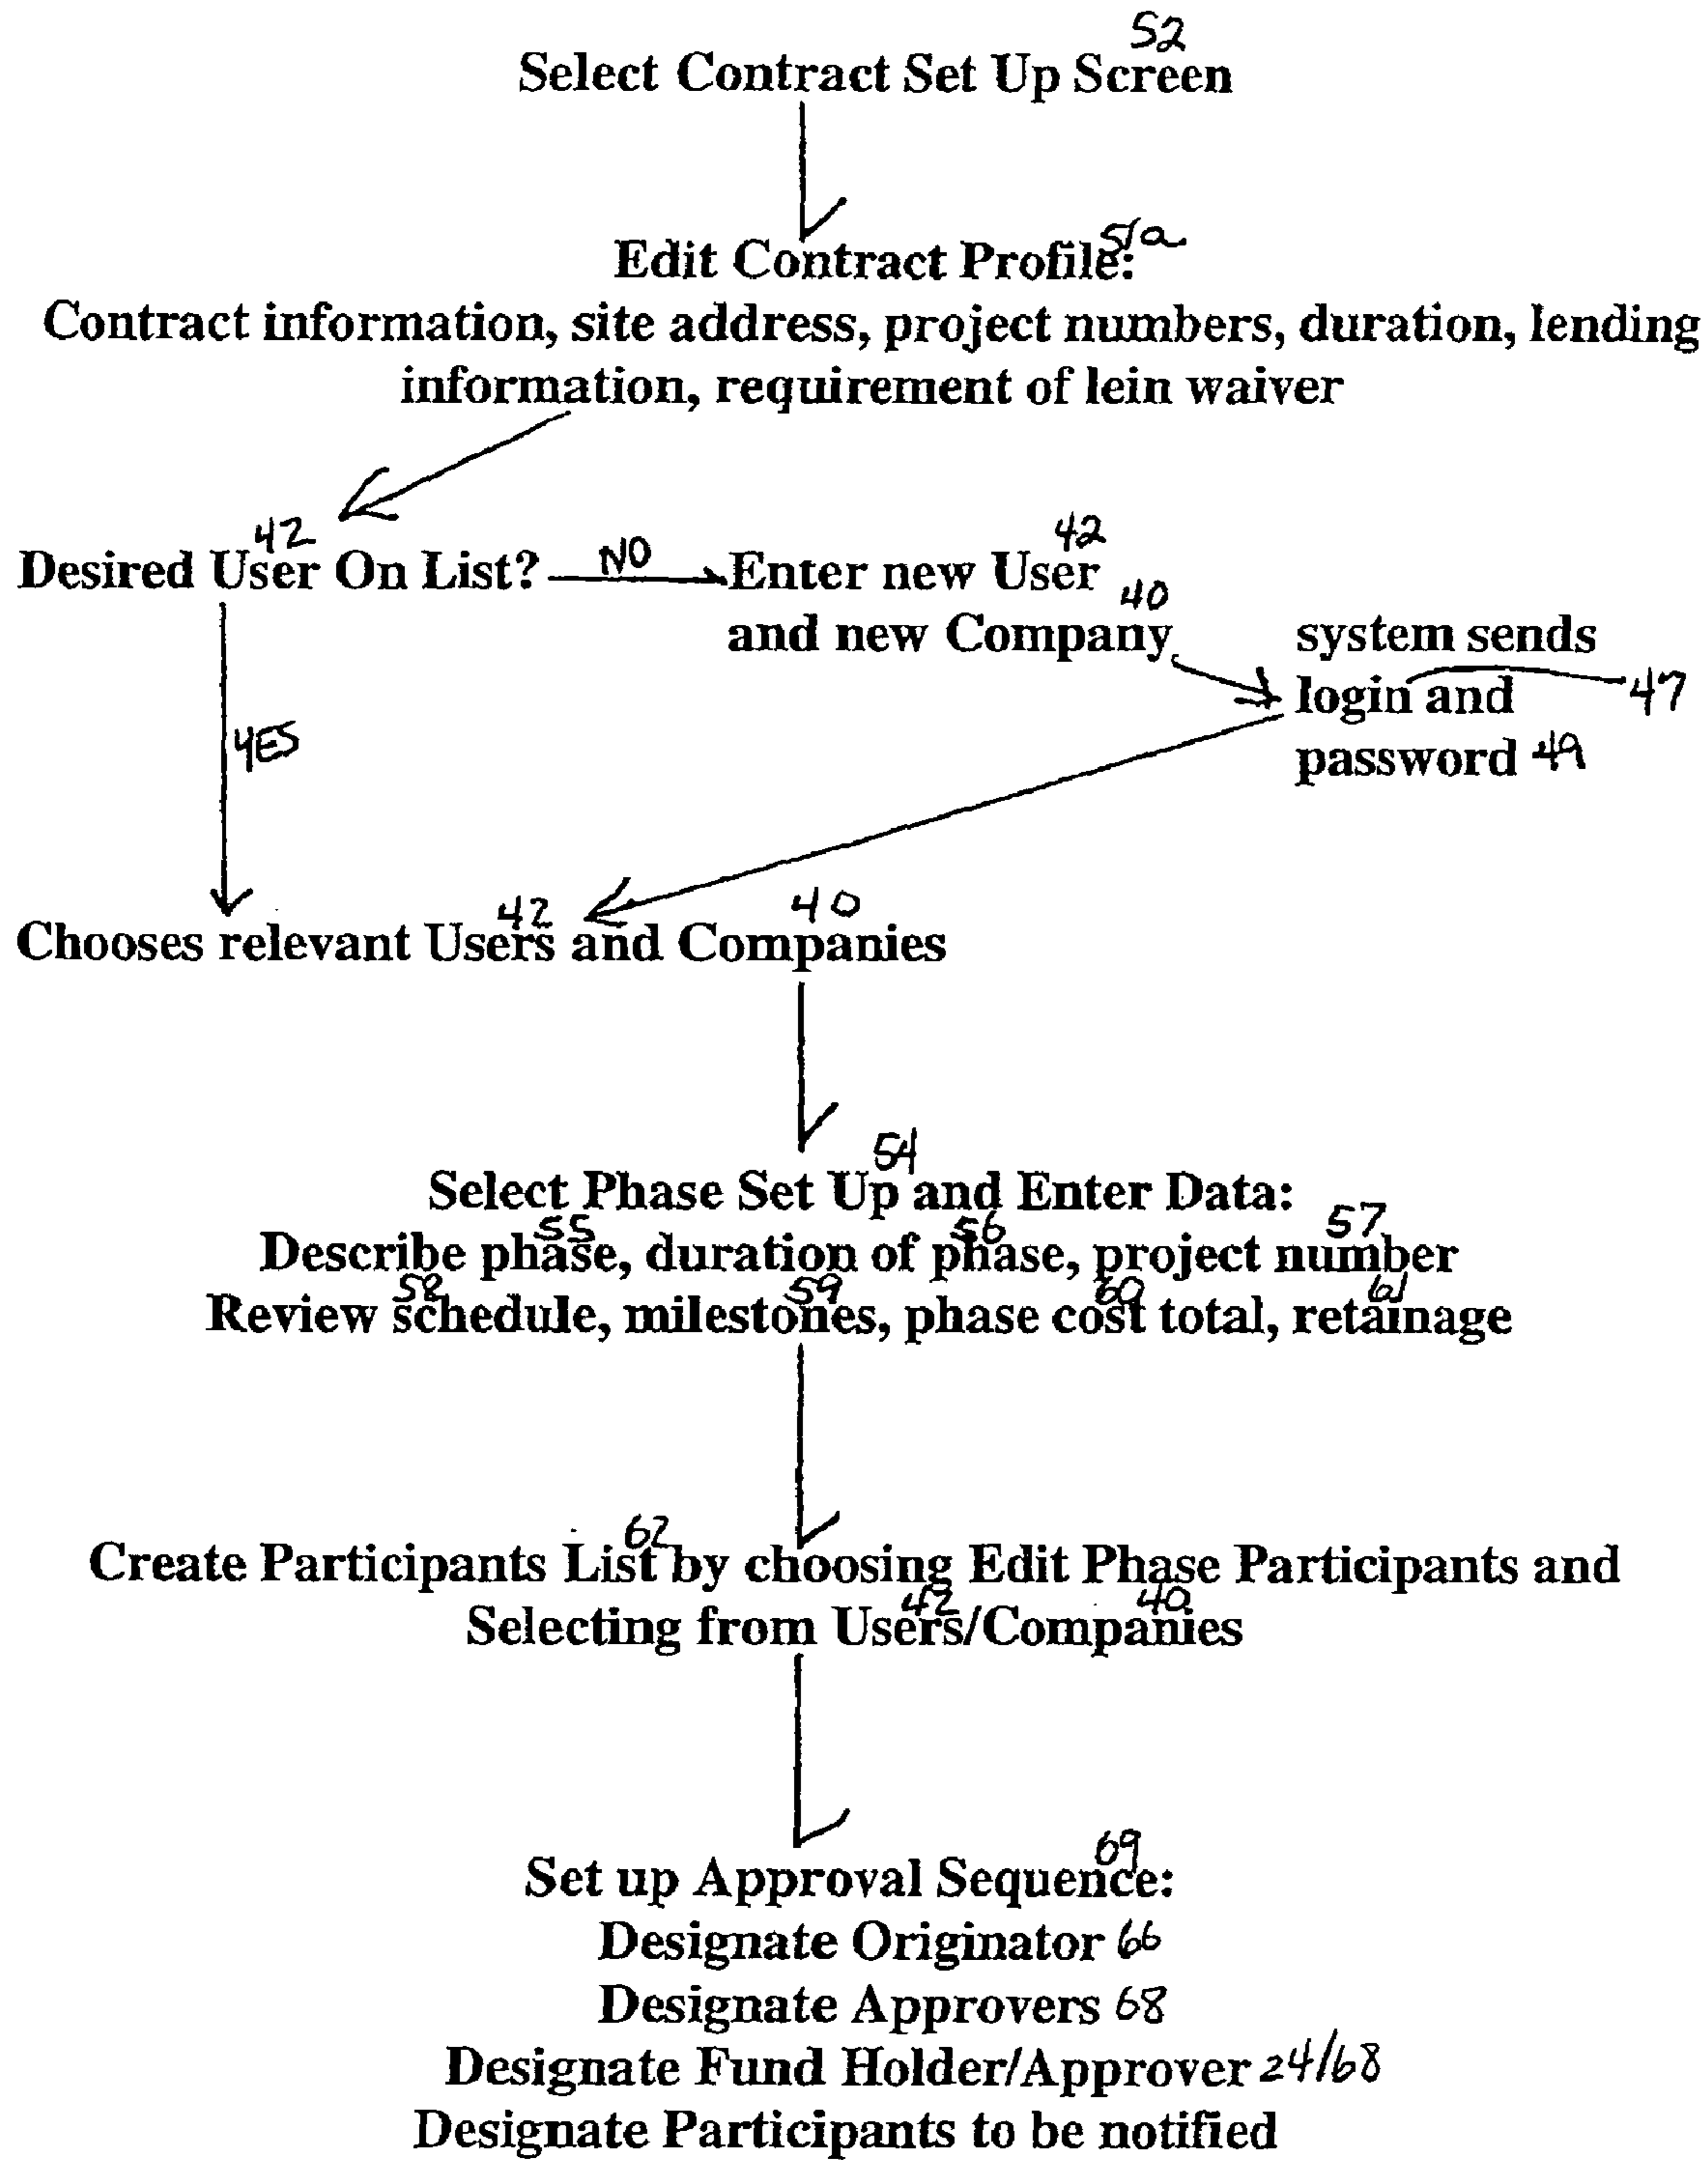 52
Select Contract Set Up Screen
51a
Edit Contract Profile:
Contract information, site address, project numbers, duration, lending
information, requirement of lein waiver
42 42
Desired User On List? NO Enter new User
40
and new Company system sends
login and 47
YES
password 49
42 40
Chooses relevant Users and Companies
54
Select Phase Set Up and Enter Data:
55 56 57
Describe phase, duration of phase, project number
58 59 60 61
Review schedule, milestones, phase cost total, retainage
62
Create Participants List by choosing Edit Phase Participants and
42 40
Selecting from Users/Companies
69
Set up Approval Sequence:
Designate Originator 66
Designate Approvers 68
Designate Fund Holder/Approver 24/68
Designate Participants to be notified